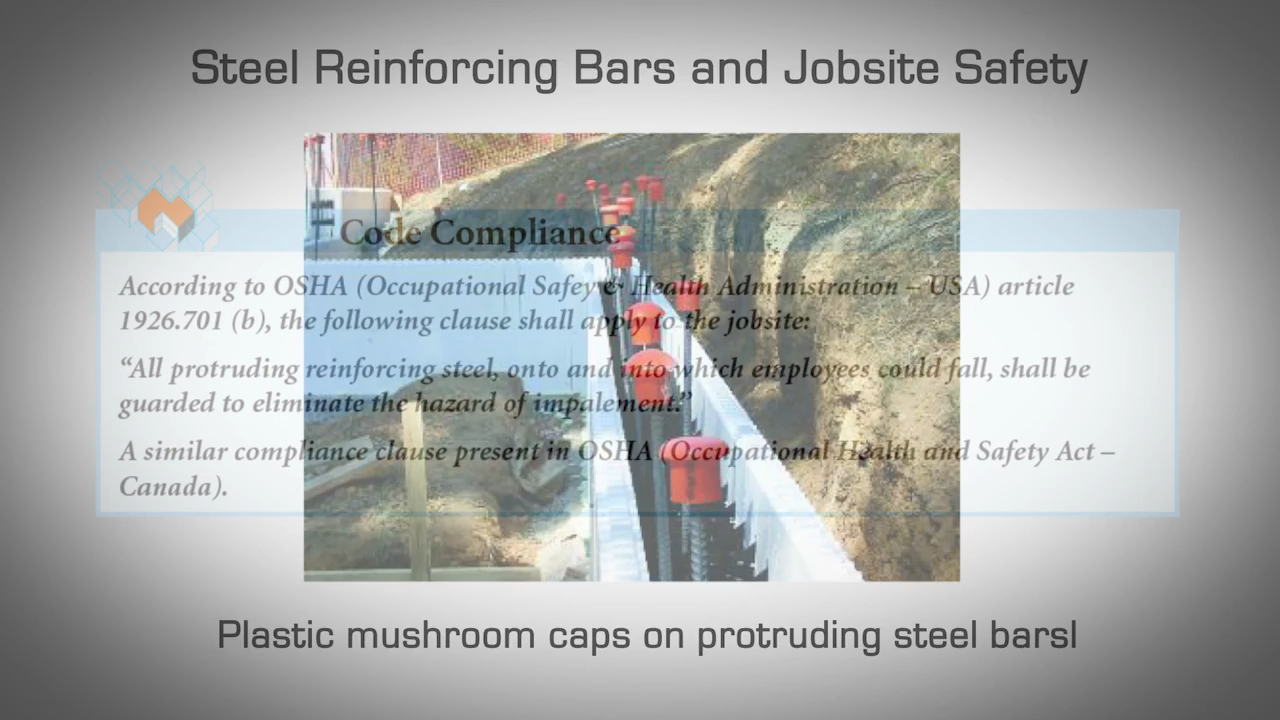 Steel Reinforcing Bars and Jobsite Safety
Code Compliance
According to OSHA (Occupational Safey & Health Administration – USA) article
1926.701 (b), the following clause shall apply to the jobsite:
“All protruding reinforcing steel, onto and into which employees could fall, shall be
guarded to eliminate the hazard of impalement.”
A similar compliance clause present in OSHA (Occupational Health and Safety Act –
Canada).
Plastic mushroom caps on protruding steel barsl